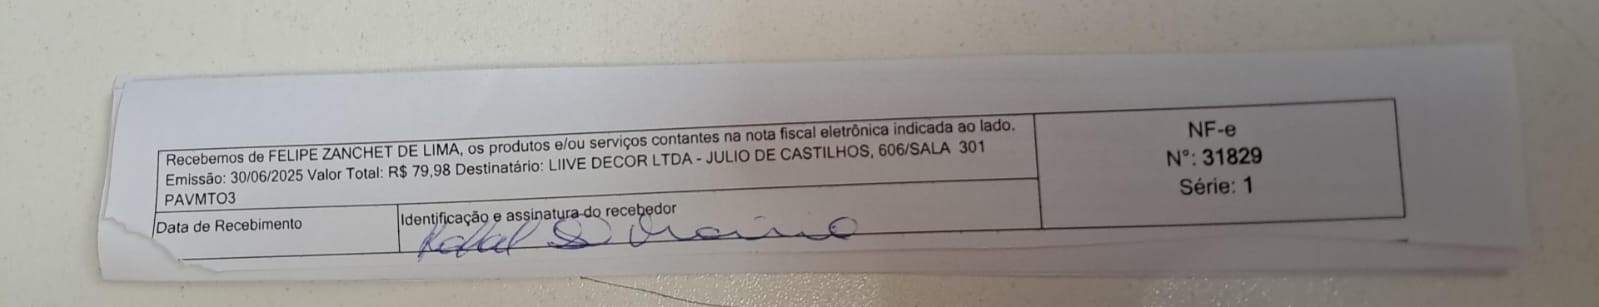 Recebemos de FELIPE ZANCHET DE LIMA, os produtos e/ou serviços contantes na nota fiscal eletrônica indicada ao lado.
Emissão: 30/06/2025 Valor Total: R$ 79,98 Destinatário: LIIVE DECOR LTDA - JULIO DE CASTILHOS, 606/SALA 301
PAVMTO3
Data de Recebimento
Identificação e assinatura do recebedor
NF-e
N°: 31829
Série: 1